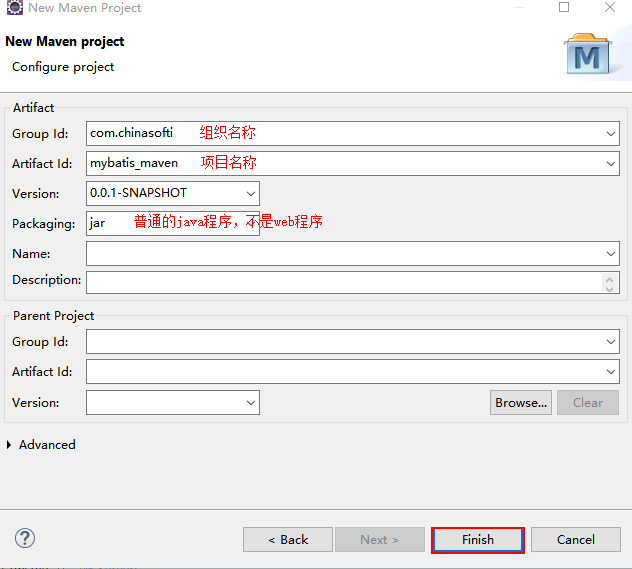 New Maven Project
New Maven project
Configure project
M
Artifact
Group Id: com.chinasofti 组织名称
Artifact Id: mybatis_maven 项目名称
Version: 0.0.1-SNAPSHOT
Packaging: jar 普通的java程序，不是web程序
Name:
Description:
Parent Project
Group Id:
Artifact Id:
Version: Browse... Clear
Advanced
? < Back Next > Finish Cancel